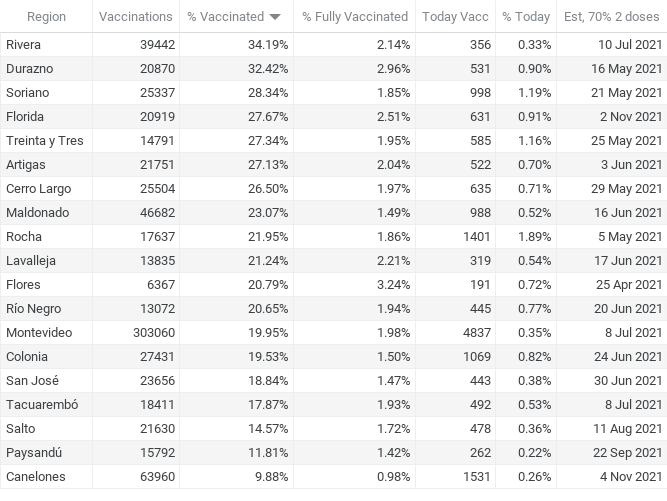 Region Vaccinations % Vaccinated % Fully Vaccinated Today Vacc % Today Est, 70% 2 doses
Rivera 39442 34.19% 2.14% 356 0.33% 10 Jul 2021
Durazno 20870 32.42% 2.96% 531 0.90% 16 May 2021
Soriano 25337 28.34% 1.85% 998 1.19% 21 May 2021
Florida 20919 27.67% 2.51% 631 0.91% 2 Nov 2021
Treinta y Tres 14791 27.34% 1.95% 585 1.16% 25 May 2021
Artigas 21751 27.13% 2.04% 522 0.70% 3 Jun 2021
Cerro Largo 25504 26.50% 1.97% 635 0.71% 29 May 2021
Maldonado 46682 23.07% 1.49% 988 0.52% 16 Jun 2021
Rocha 17637 21.95% 1.86% 1401 1.89% 5 May 2021
Lavalleja 13835 21.24% 2.21% 319 0.54% 17 Jun 2021
Flores 6367 20.79% 3.24% 191 0.72% 25 Apr 2021
Río Negro 13072 20.65% 1.94% 445 0.77% 20 Jun 2021
Montevideo 303060 19.95% 1.98% 4837 0.35% 8 Jul 2021
Colonia 27431 19.53% 1.50% 1069 0.82% 24 Jun 2021
San José 23656 18.84% 1.47% 443 0.38% 30 Jun 2021
Tacuarembó 18411 17.87% 1.93% 492 0.53% 8 Jul 2021
Salto 21630 14.57% 1.72% 478 0.36% 11 Aug 2021
Paysandú 15792 11.81% 1.42% 262 0.22% 22 Sep 2021
Canelones 63960 9.88% 0.98% 1531 0.26% 4 Nov 2021